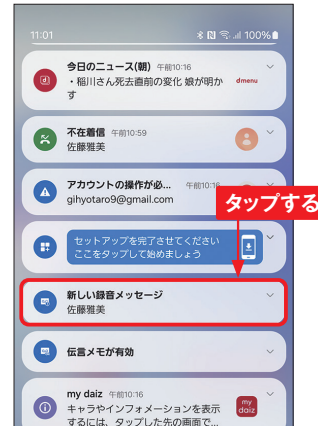 11:01 100%
今日のニュース(朝) 午前10:16
・稲川さん死去直前の変化 娘が明か
す
dmenu
不在着信 午前10:59
佐藤雅美
アカウントの操作が必... 午前10:16
gihyotaro9@gmail.com
タップする
セットアップを完了させてください
ここをタップして始めましょう
新しい録音メッセージ
佐藤雅美
伝言メモが有効
my daiz 午前10:16
キャラやインフォメーションを表示
するには、タップした先の画面で...
my
daiz